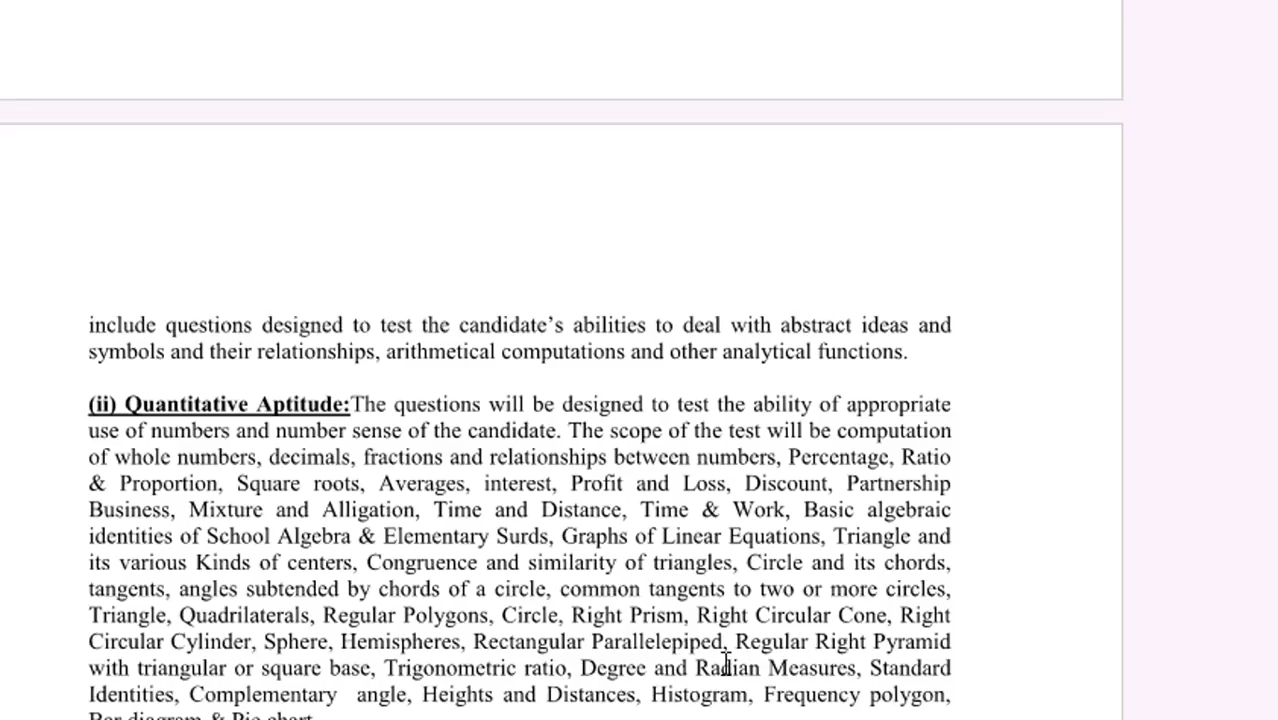 include questions designed to test the candidate’s abilities to deal with abstract ideas and
symbols and their relationships, arithmetical computations and other analytical functions.
(ii) Quantitative Aptitude:The questions will be designed to test the ability of appropriate
use of numbers and number sense of the candidate. The scope of the test will be computation
of whole numbers, decimals, fractions and relationships between numbers, Percentage, Ratio
& Proportion, Square roots, Averages, interest, Profit and Loss, Discount, Partnership
Business, Mixture and Alligation, Time and Distance, Time & Work, Basic algebraic
identities of School Algebra & Elementary Surds, Graphs of Linear Equations, Triangle and
its various Kinds of centers, Congruence and similarity of triangles, Circle and its chords,
tangents, angles subtended by chords of a circle, common tangents to two or more circles,
Triangle, Quadrilaterals, Regular Polygons, Circle, Right Prism, Right Circular Cone, Right
Circular Cylinder, Sphere, Hemispheres, Rectangular Parallelepiped, Regular Right Pyramid
with triangular or square base, Trigonometric ratio, Degree and Radian Measures, Standard
Identities, Complementary angle, Heights and Distances, Histogram, Frequency polygon,
Bar diagram & Pie chart